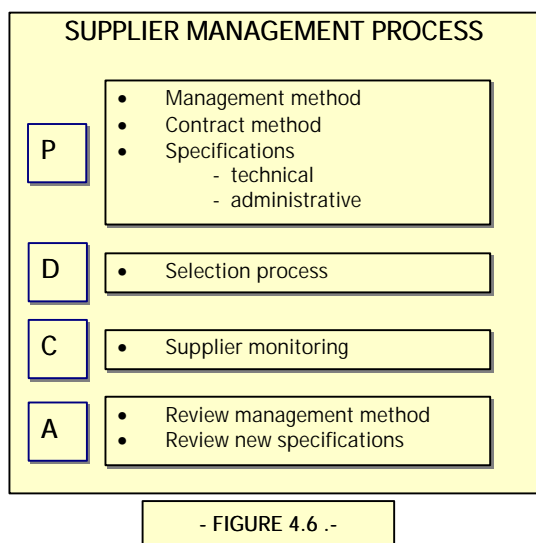 SUPPLIER MANAGEMENT PROCESS
P
• Management method
• Contract method
• Specifications
- technical
- administrative
D
• Selection process
C
• Supplier monitoring
A
• Review management method
• Review new specifications
- FIGURE 4.6 .-